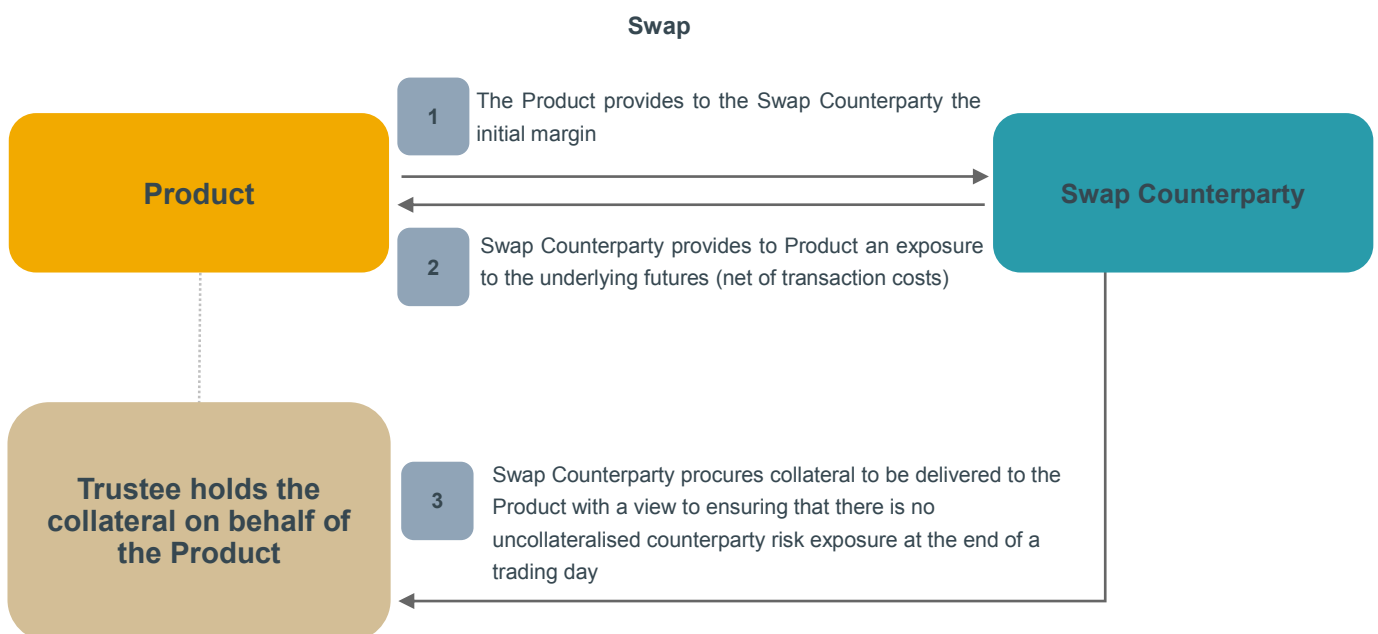 Swap
1
The Product provides to the Swap Counterparty the
initial margin
Product
Swap Counterparty
2
Swap Counterparty provides to Product an exposure
to the underlying futures (net of transaction costs)
Trustee holds the
collateral on behalf of
the Product
3
Swap Counterparty procures collateral to be delivered to the
Product with a view to ensuring that there is no
uncollateralised counterparty risk exposure at the end of a
trading day